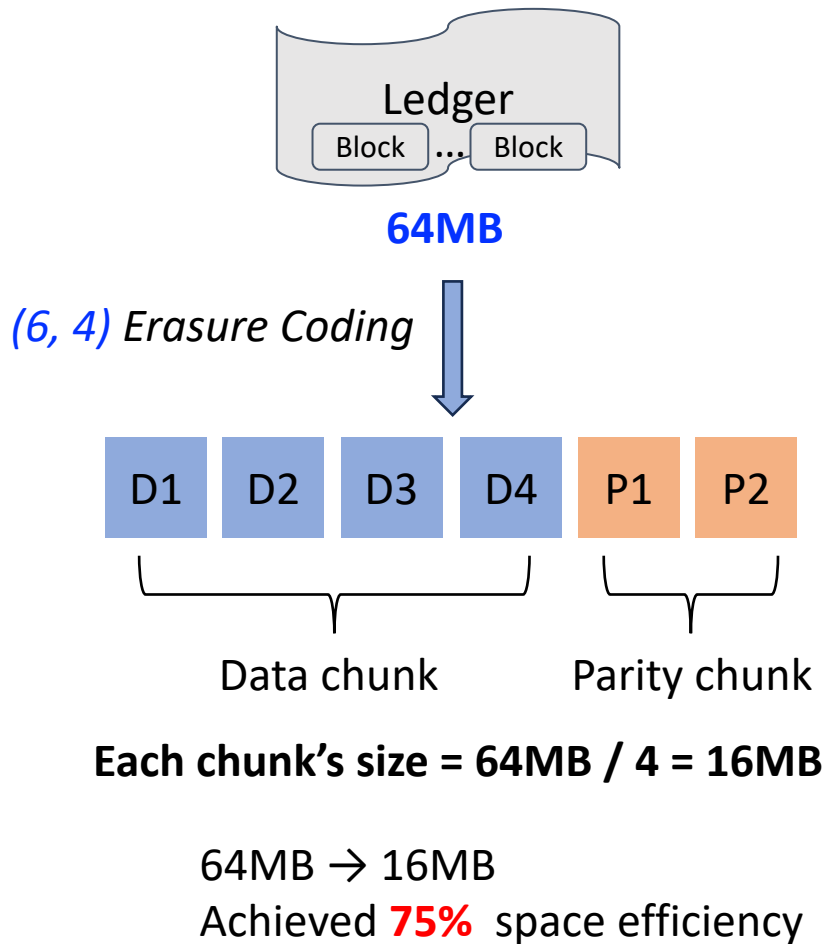 Ledger
Block ... Block
64MB
(6, 4) Erasure Coding
D1 D2 D3 D4 P1 P2
Data chunk Parity chunk
Each chunk’s size = 64MB / 4 = 16MB
64MB → 16MB
Achieved 75% space efficiency